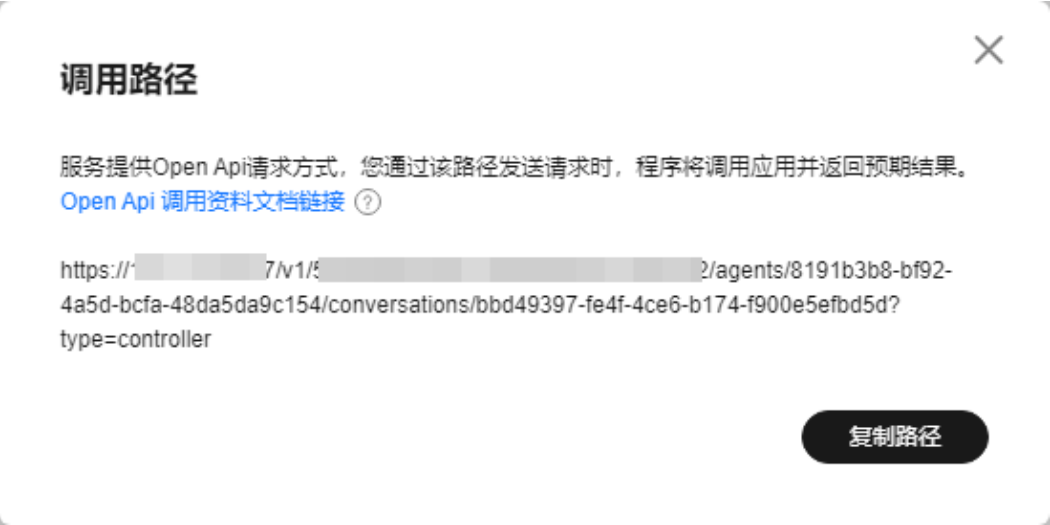 调用路径
服务提供Open Api请求方式，您通过该路径发送请求时，程序将调用应用并返回预期结果。
Open Api 调用资料文档链接 ?
https://1 7/v1/5 2/agents/8191b3b8-bf92-
4a5d-bcfa-48da5da9c154/conversations/bbd49397-fe4f-4ce6-b174-f900e5efbd5d?
type=controller
复制路径